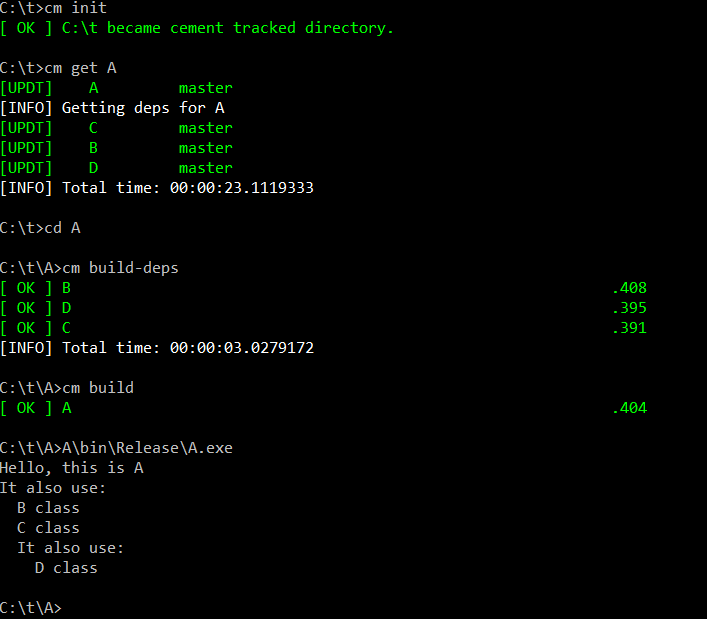 C:\t>cm init
[ OK ] C:\t became cement tracked directory.
C:\t>cm get A
[UPDT]    A         master
[INFO] Getting deps for A
[UPDT]    C         master
[UPDT]    B         master
[UPDT]    D         master
[INFO] Total time: 00:00:23.1119333
C:\t>cd A
C:\t\A>cm build-deps
[ OK ] B                                                            .408
[ OK ] D                                                            .395
[ OK ] C                                                            .391
[INFO] Total time: 00:00:03.0279172
C:\t\A>cm build
[ OK ] A                                                            .404
C:\t\A>A\bin\Release\A.exe
Hello, this is A
It also use:
  B class
  C class
  It also use:
    D class
C:\t\A>